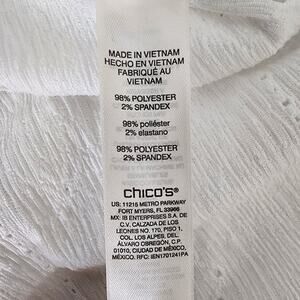 MADE IN VIETNAM
HECHO EN VIETNAM
FABRIQUÉ AU
VIETNAM
98% POLYESTER
2% SPANDEX
98% poliéster
2% elastano
98% POLYESTER
2% SPANDEX
chico's®
US: 11215 METRO PARKWAY
FORT MYERS, FL 33966
MX: IB ENTERPRISES S.A. DE
C.V. CALZADA DE LOS
LEONES NO. 170, PISO 1,
COL. LOS ALPES, DEL.
ÁLVARO OBREGÓN, C.P.
01010, CIUDAD DE MÉXICO,
MÉXICO. RFC: IEN1701241PA